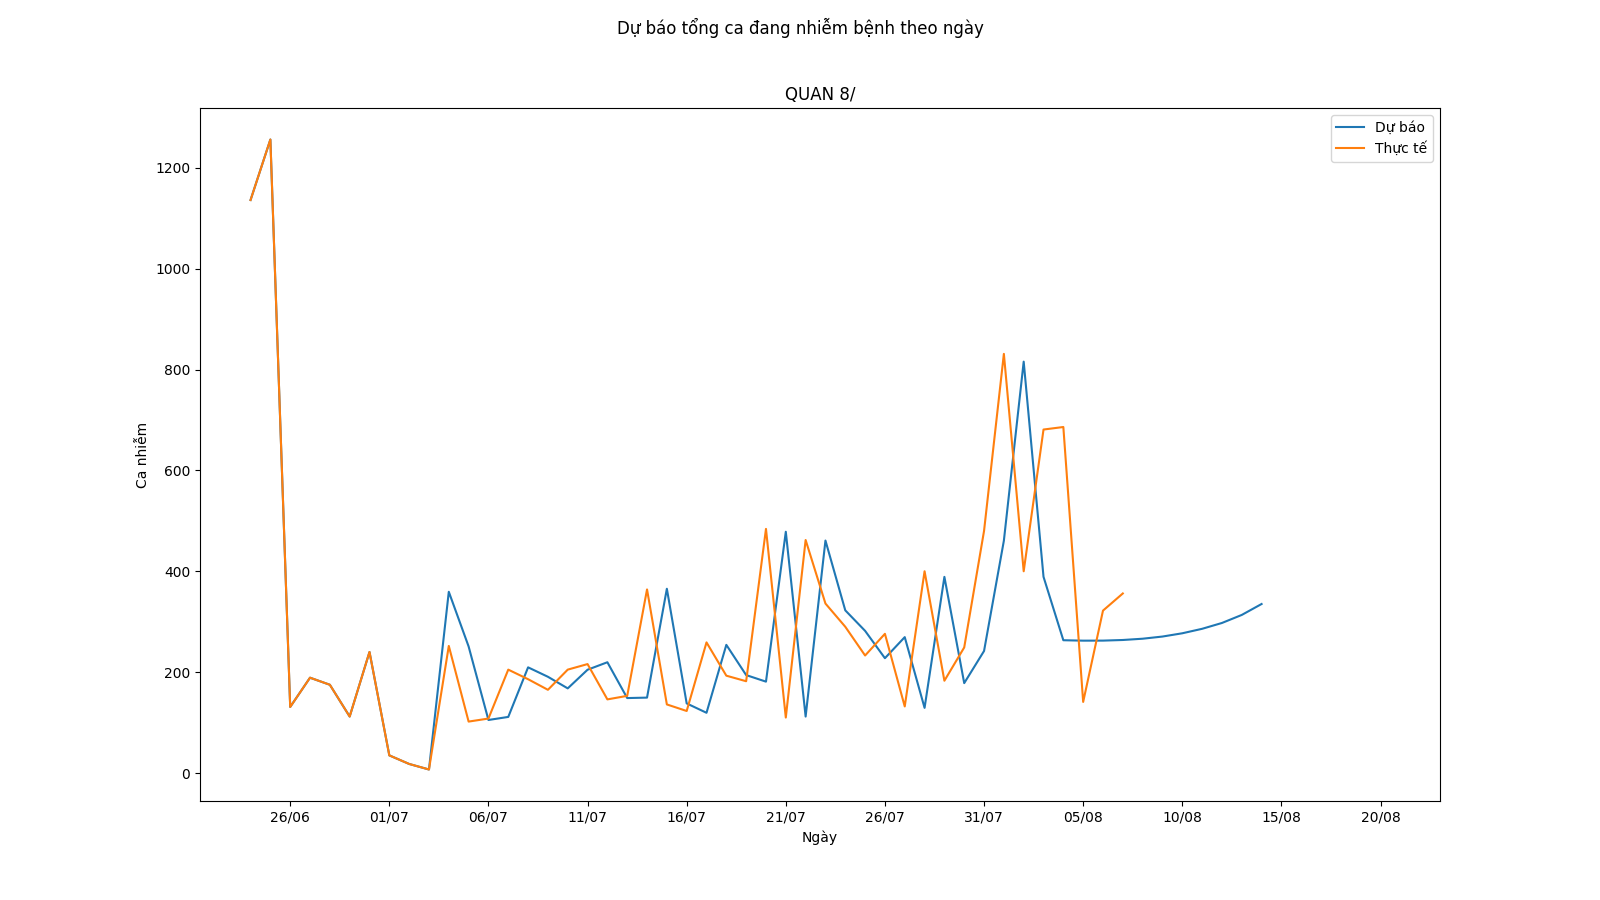 Dự báo tổng ca đang nhiễm bệnh theo ngày
QUAN 8/
Dự báo
Thực tế
1200
1000
800
600
400
200
0
Ca nhiễm
26/06 01/07 06/07 11/07 16/07 21/07 26/07 31/07 05/08 10/08 15/08 20/08
Ngày